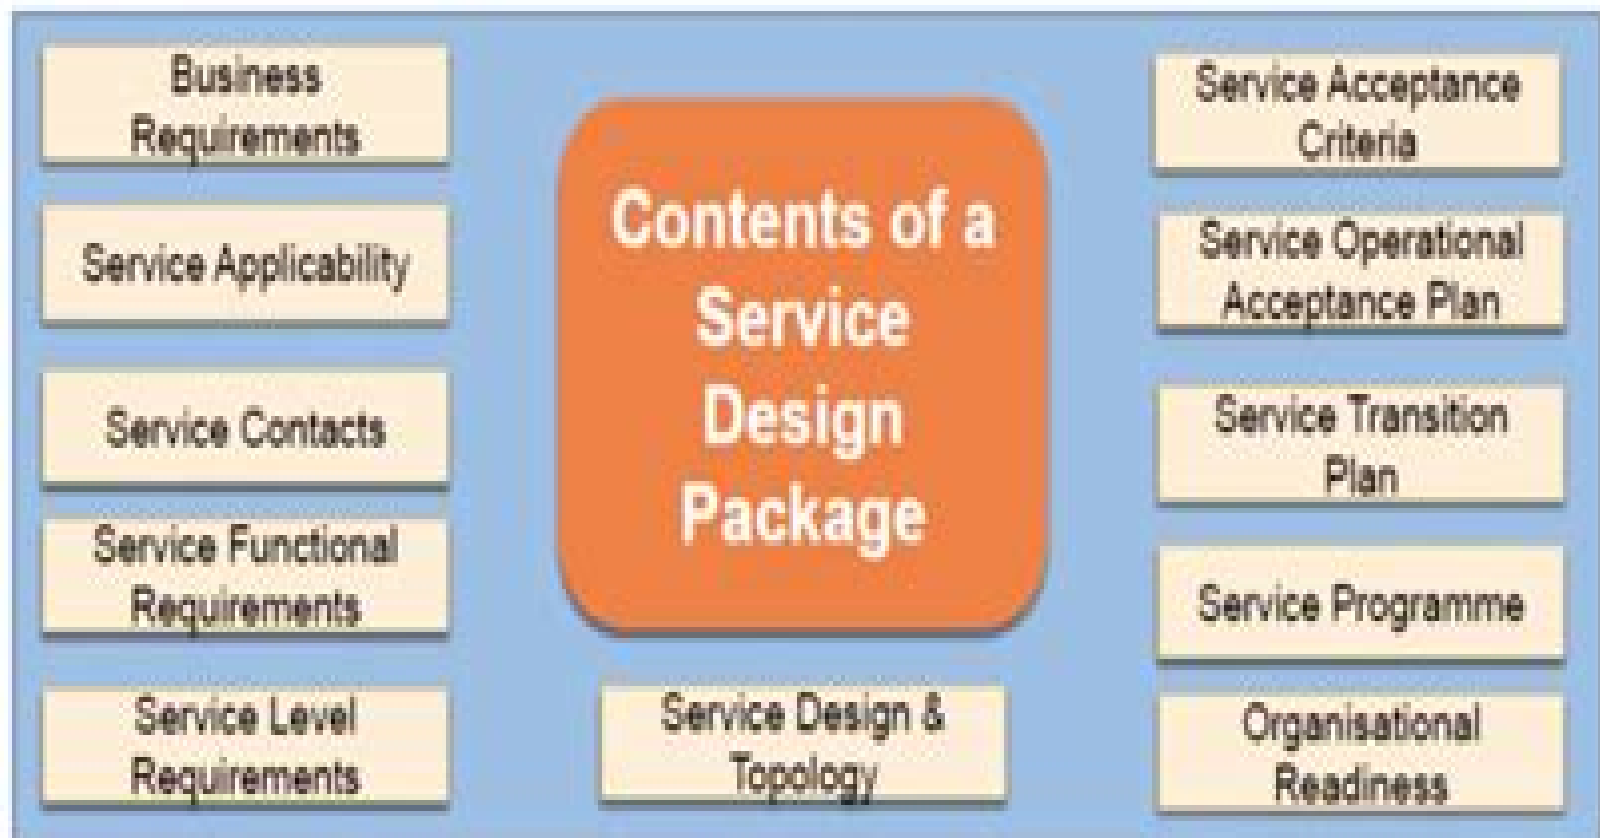 Business
Requirements
Service Applicability
Service Contacts
Service Functional
Requirements
Service Level
Requirements
Contents of a
Service
Design
Package
Service Design &
Topology
Service Acceptance
Criteria
Service Operational
Acceptance Plan
Service Transition
Plan
Service Programme
Organisational
Readiness